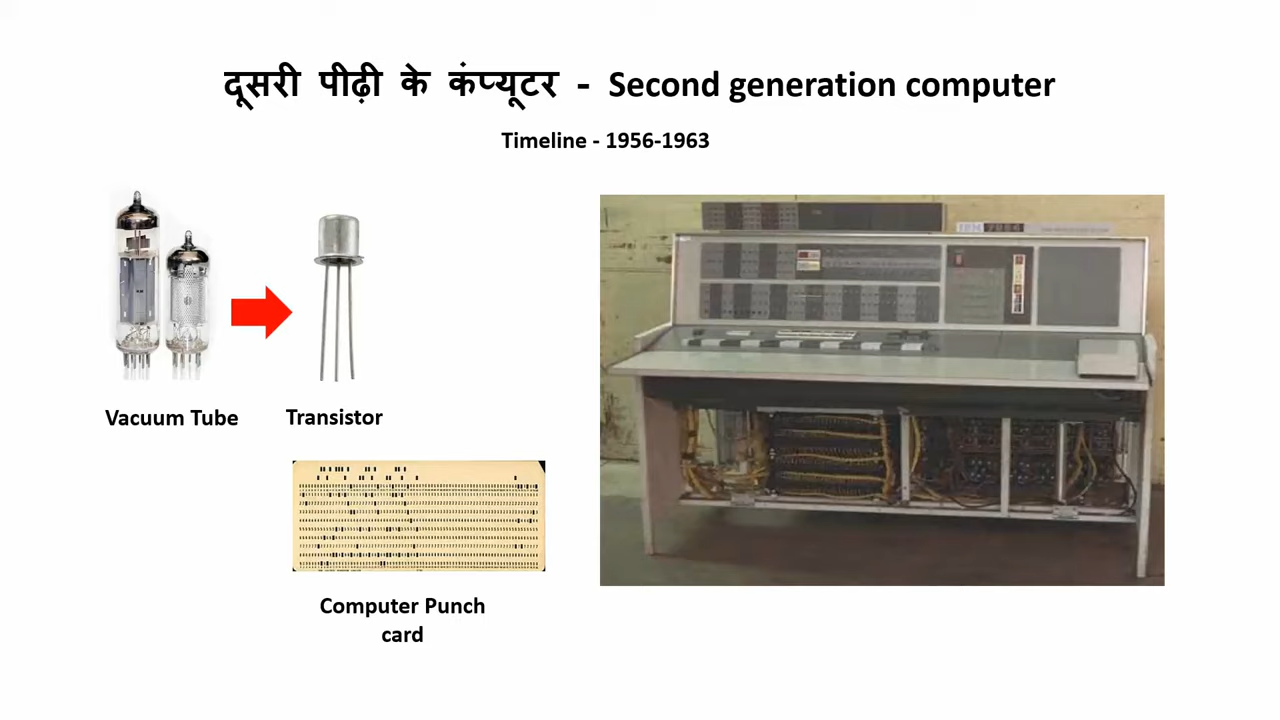 दूसरी पीढ़ी के कंप्यूटर - Second generation computer
Timeline - 1956-1963
Vacuum Tube
Transistor
Computer Punch
card